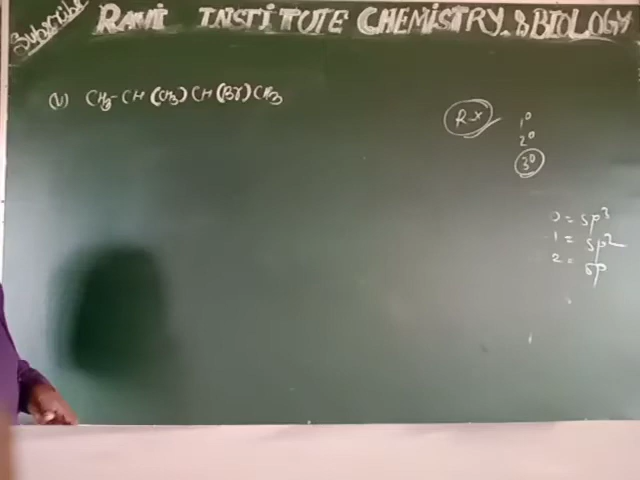 Subscribe
RAVI INSTITUTE CHEMISTRY & BIOLOGY
(V) CH3-CH(CH3)CH(Br)CH3
R-X
1°
2°
3°
0 = sp3
1 = sp2
2 = sp